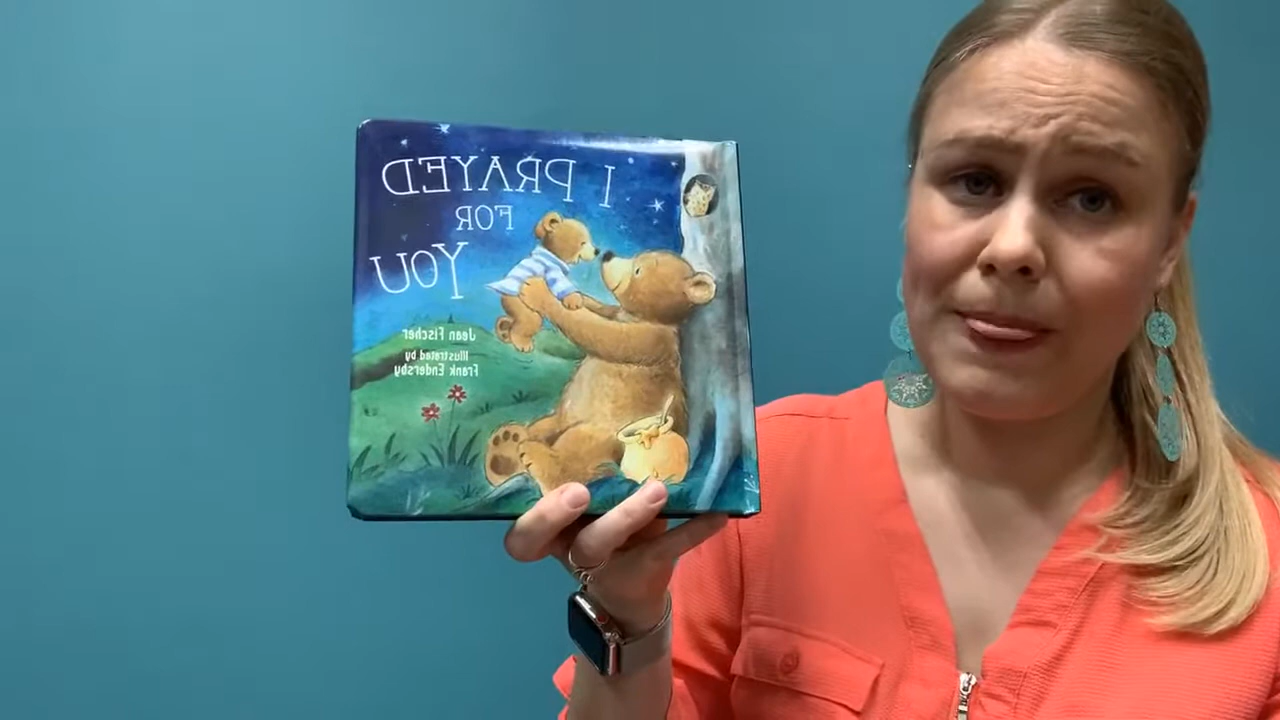 I PRAYED
FOR
YOU
Jean Fischer
Illustrated by
Frank Endersby